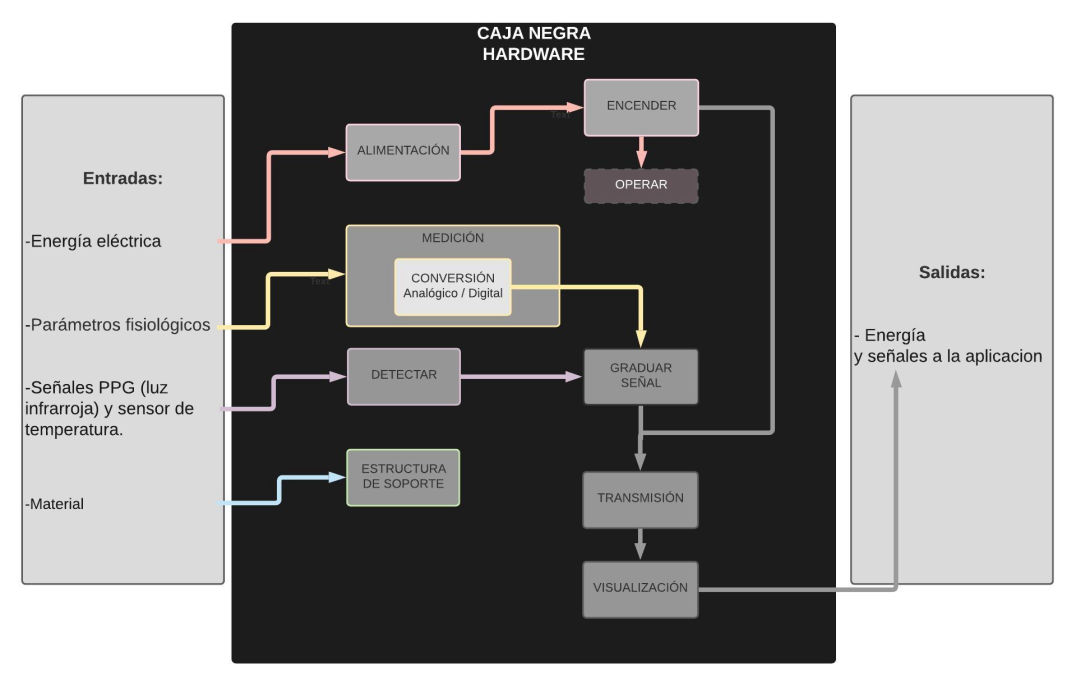 CAJA NEGRA
HARDWARE
Entradas:
-Energía eléctrica
-Parámetros fisiológicos
-Señales PPG (luz
infrarroja) y sensor de
temperatura.
-Material
ALIMENTACIÓN
Text
ENCENDER
OPERAR
Text
MEDICIÓN
CONVERSIÓN
Analógico / Digital
DETECTAR
GRADUAR
SEÑAL
ESTRUCTURA
DE SOPORTE
TRANSMISIÓN
VISUALIZACIÓN
Salidas:
- Energía
y señales a la aplicacion